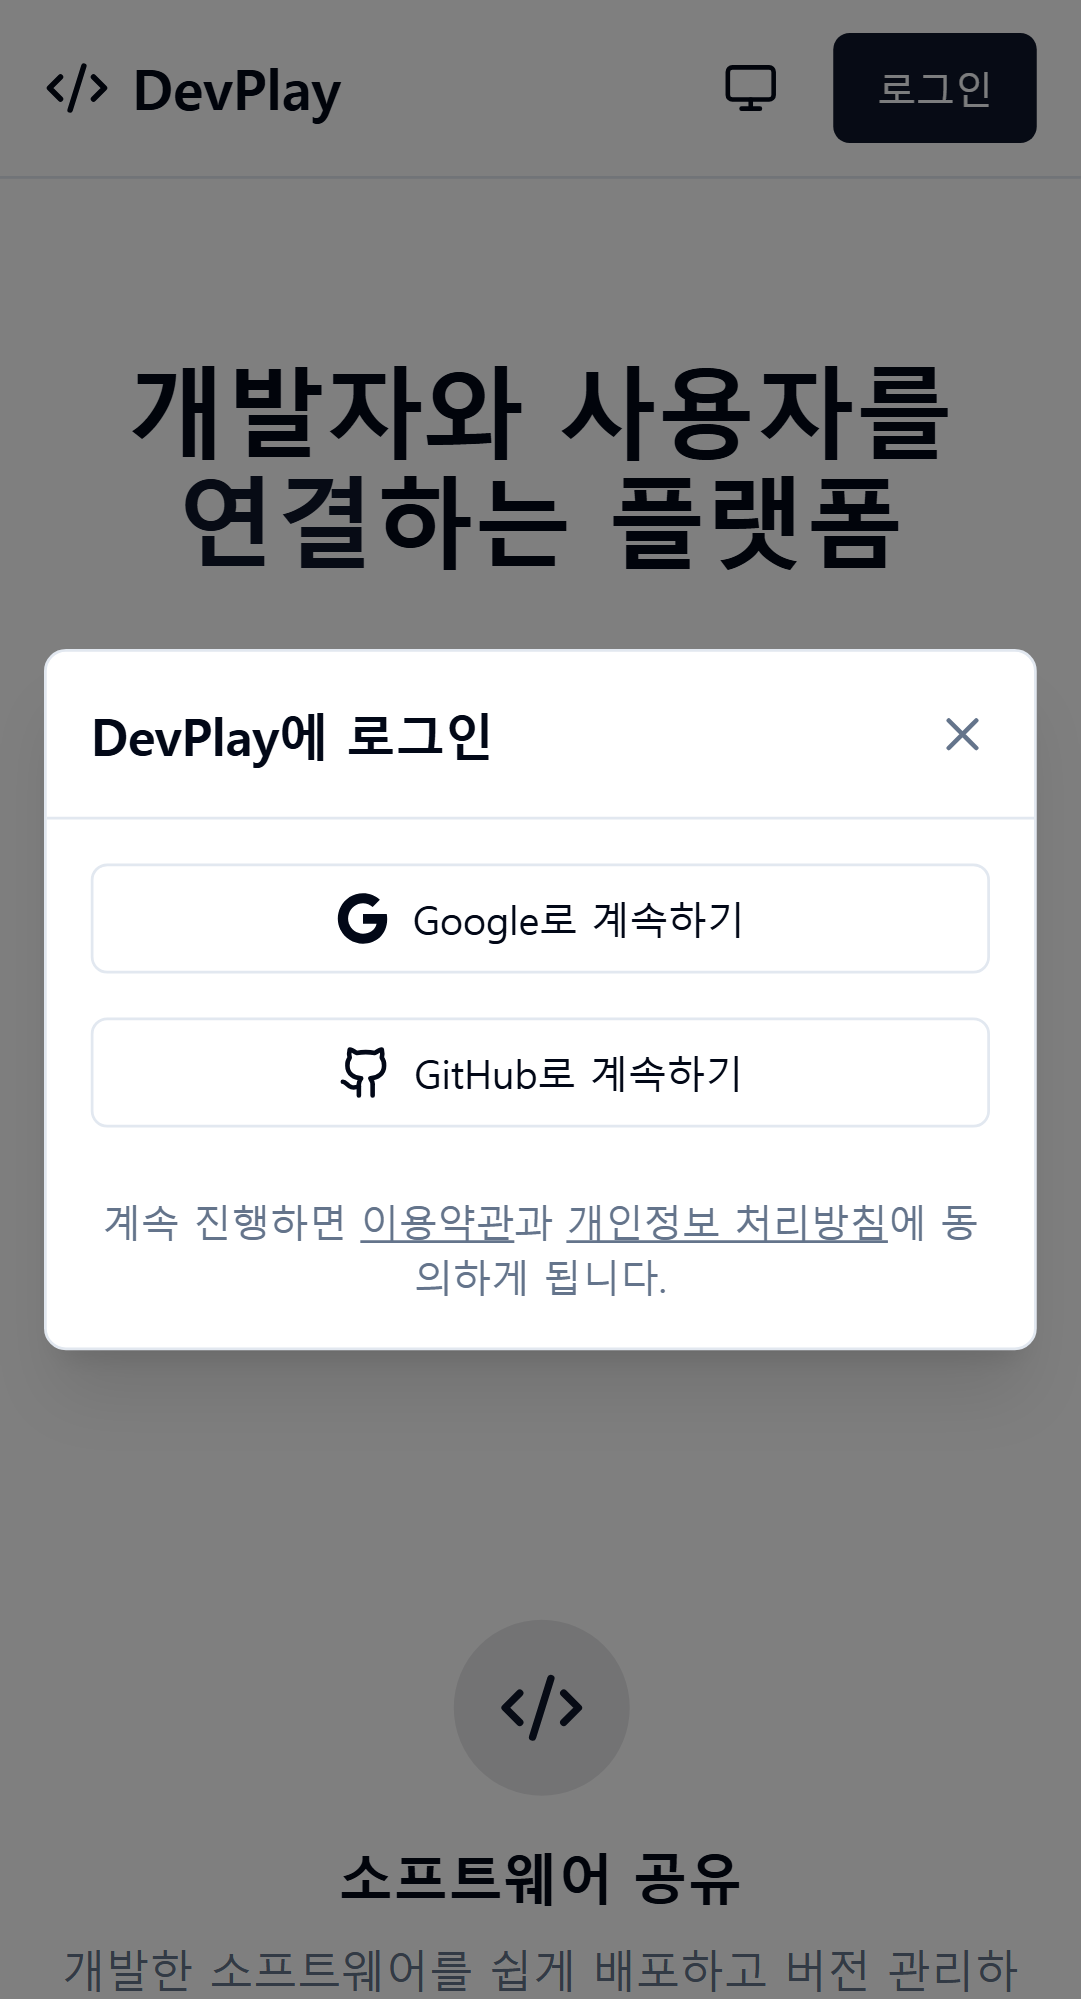 DevPlay
로그인
개발자와 사용자를
연결하는 플랫폼
DevPlay에 로그인
Google로 계속하기
GitHub로 계속하기
계속 진행하면 이용약관과 개인정보 처리방침에 동
의하게 됩니다.
소프트웨어 공유
개발한 소프트웨어를 쉽게 배포하고 버전 관리하